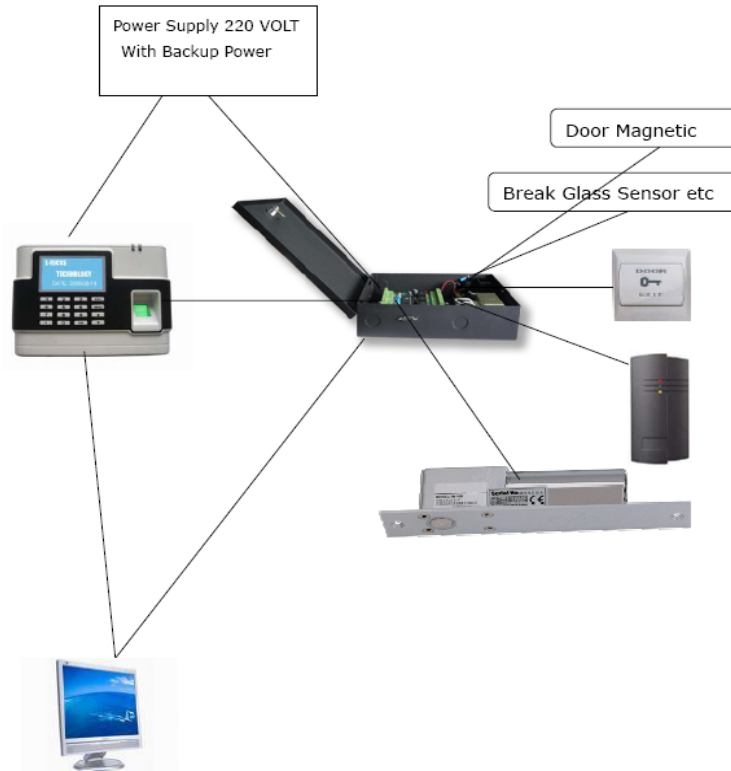 Power Supply 220 VOLT
With Backup Power
Door Magnetic
Break Glass Sensor etc
TECHNOLOGY
DOOR
EXIT